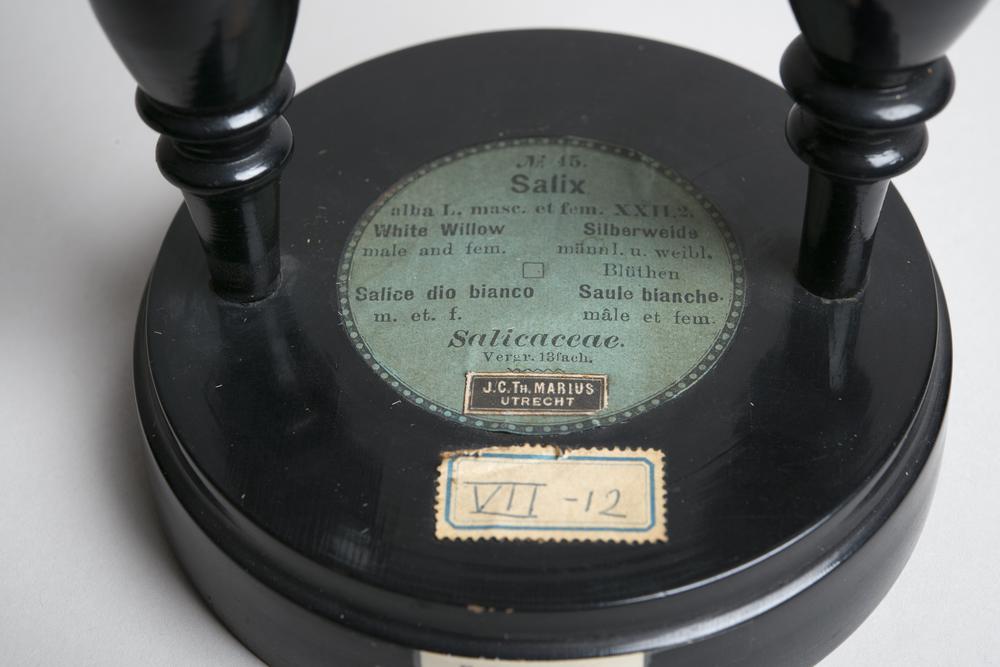 № 15.
Salix
alba L. masc. et fem. XXII.2.
White Willow Silberweide
male and fem. männl. u. weibl.
Blüthen
Salice dio bianco Saule bianche.
m. et. f. mâle et fem.
Salicaceae.
Vergr. 13fach.
J.C.TH. MARIUS
UTRECHT
VII -12